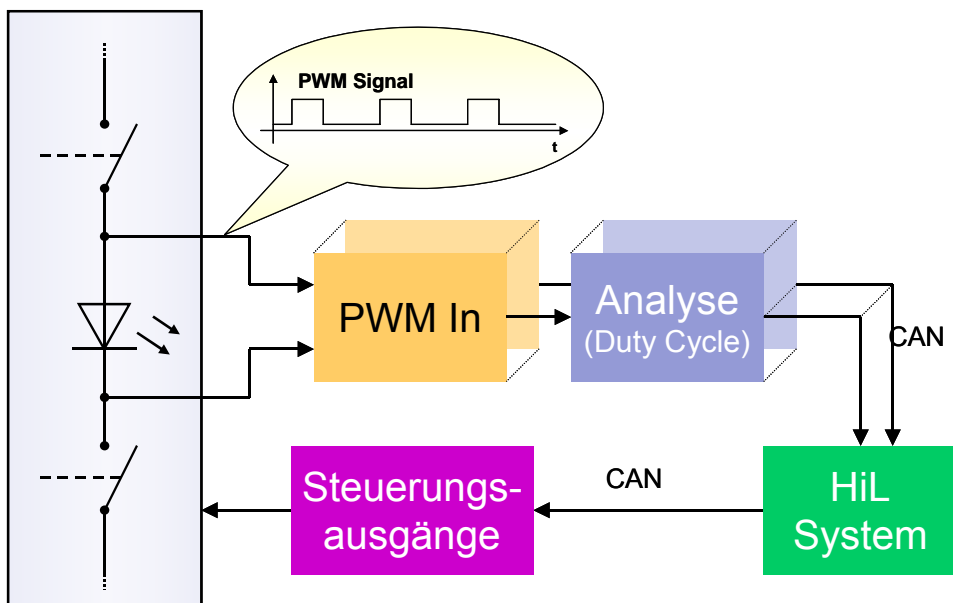 PWM Signal
t
PWM In
Analyse
(Duty Cycle)
CAN
Steuerungs-
ausgänge
CAN
HiL
System